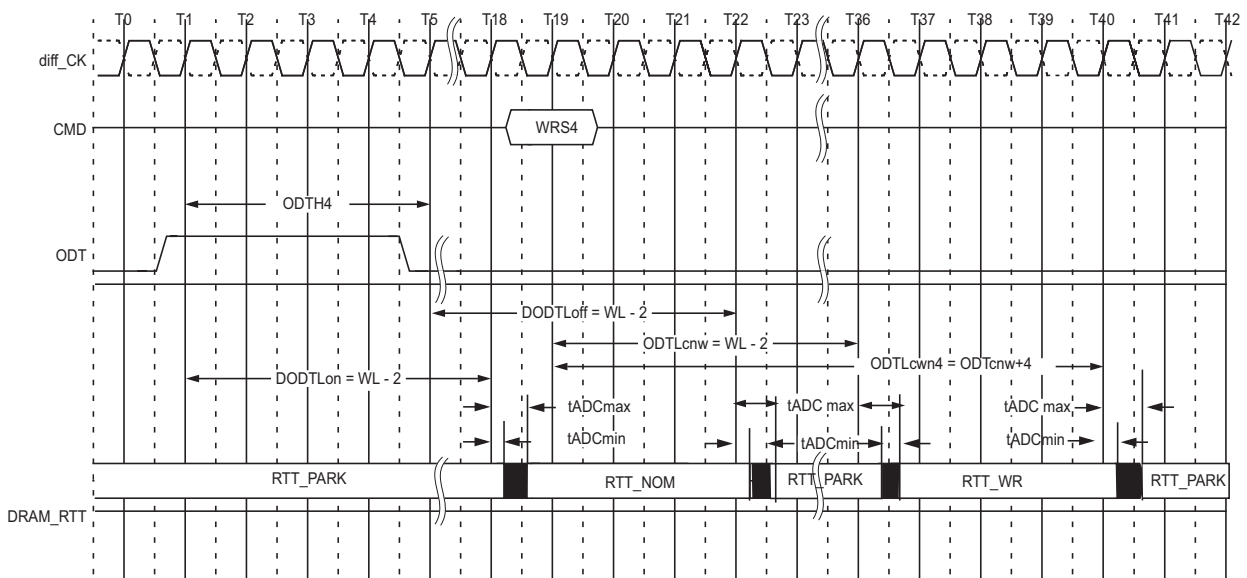 T0 T1 T2 T3 T4 T5 T18 T19 T20 T21 T22 T23 T36 T37 T38 T39 T40 T41 T42
diff_CK
CMD
WRS4
ODTH4
ODT
DODTLoff = WL - 2
ODTLcnw = WL - 2
ODTLcwn4 = ODTcnw+4
DODTLon = WL - 2
tADCmax tADC max tADC max
tADCmin tADCmin tADCmin
RTT_PARK RTT_NOM RTT_PARK RTT_WR RTT_PARK
DRAM_RTT